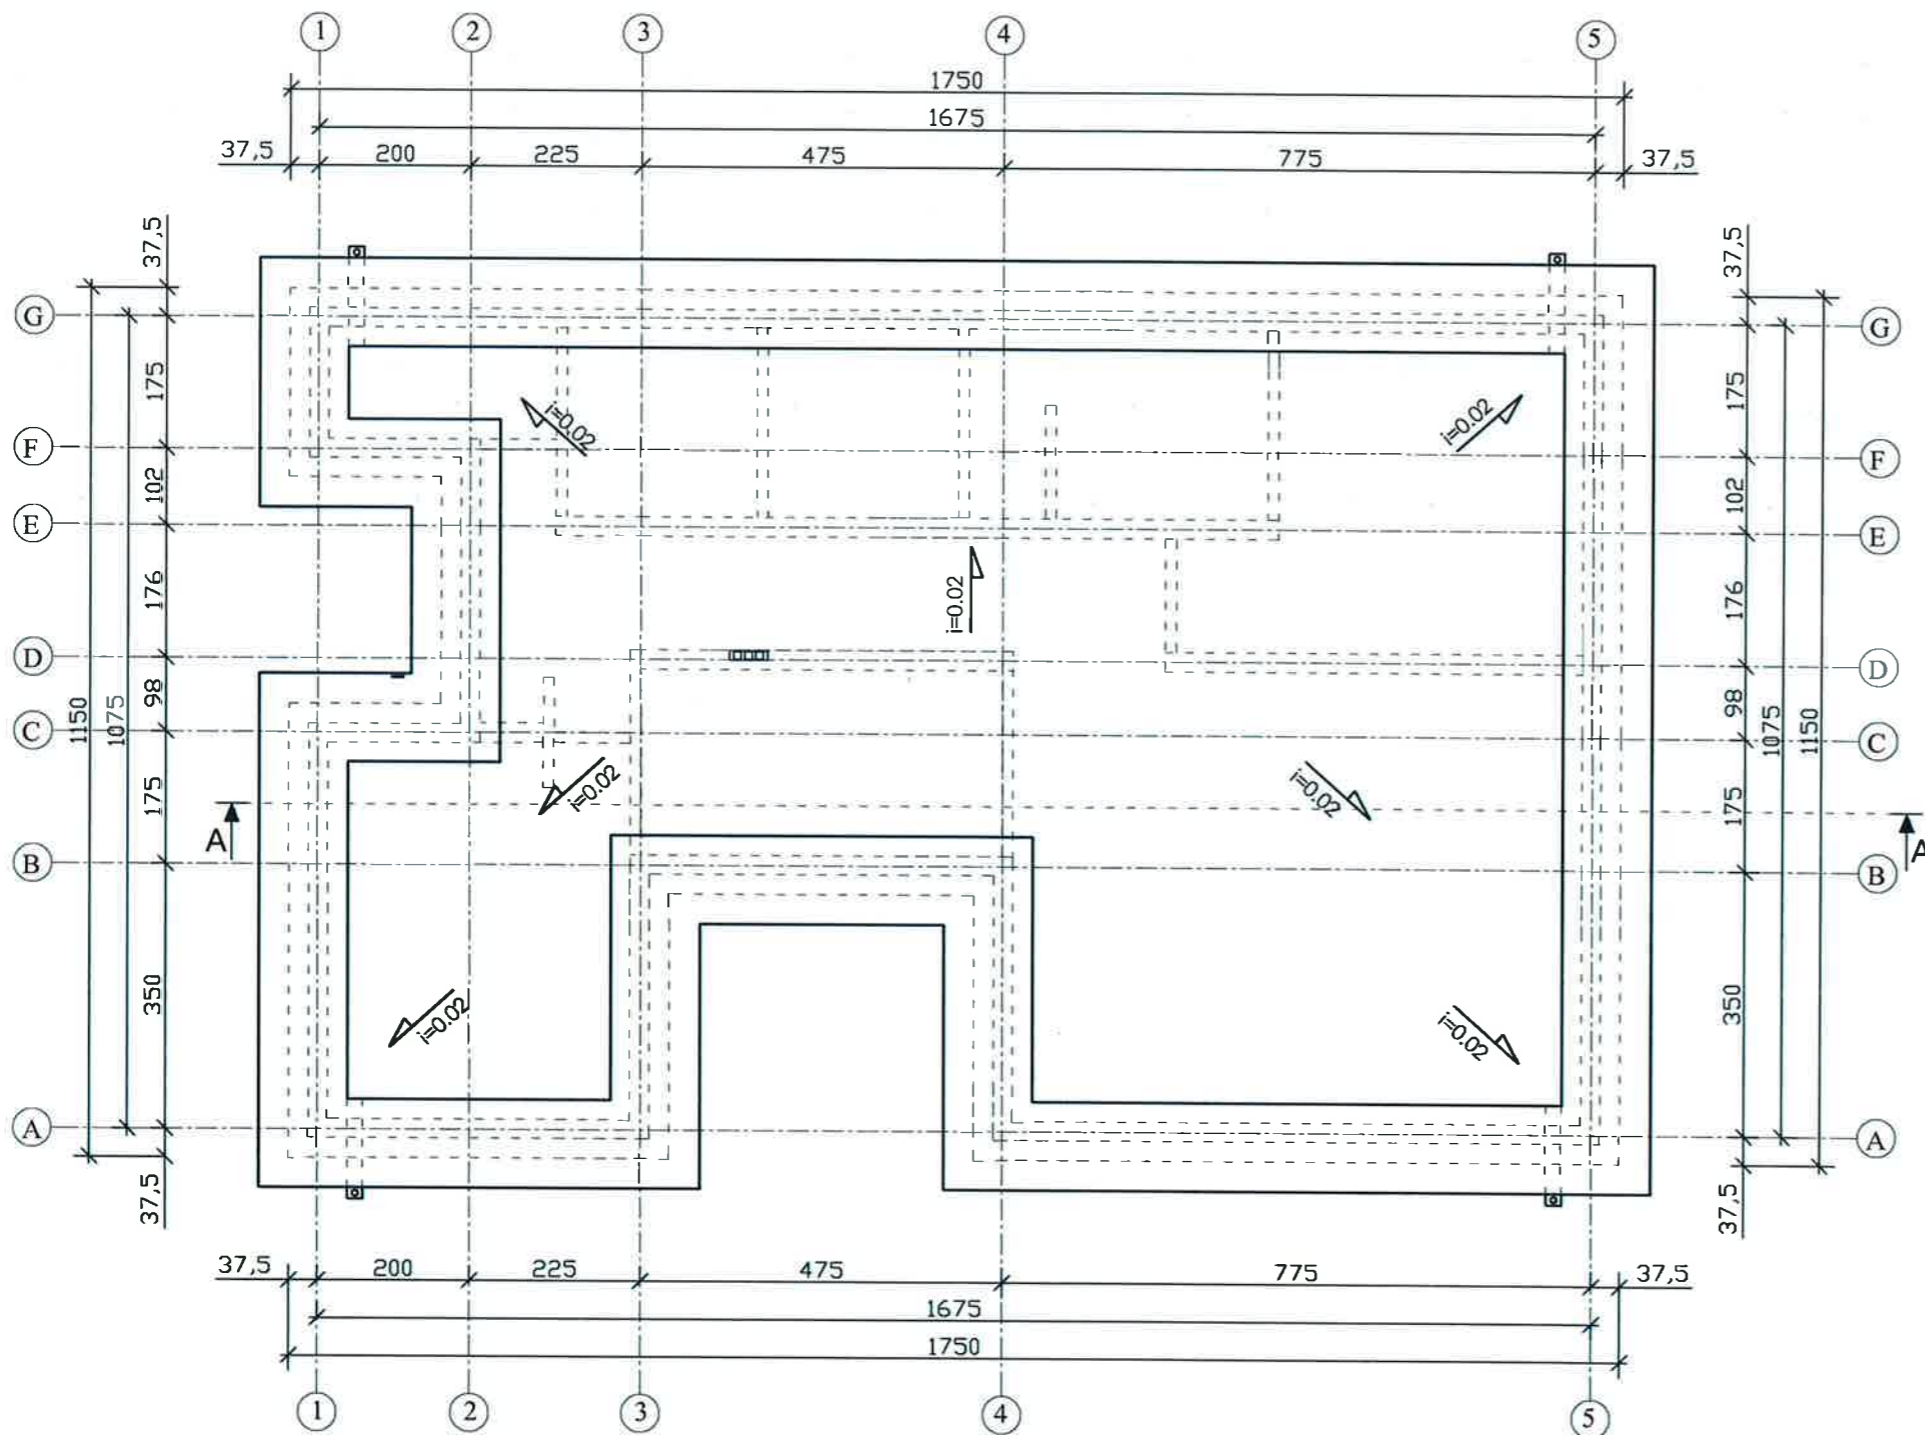 1 2 3 4 5
1750
1675
37,5 200 225 475 775 37,5
37,5 37,5
G G
175 175
i=0.02 i=0.02
F F
102 102
E E
176 i=0.02 176
D D
1150 1075 98 98 1075 1150
C C
175 i=0.02 i=0.02 175
A A
B B
350 350
i=0.02 i=0.02
A A
37,5 37,5
37,5 200 225 475 775 37,5
1675
1750
1 2 3 4 5